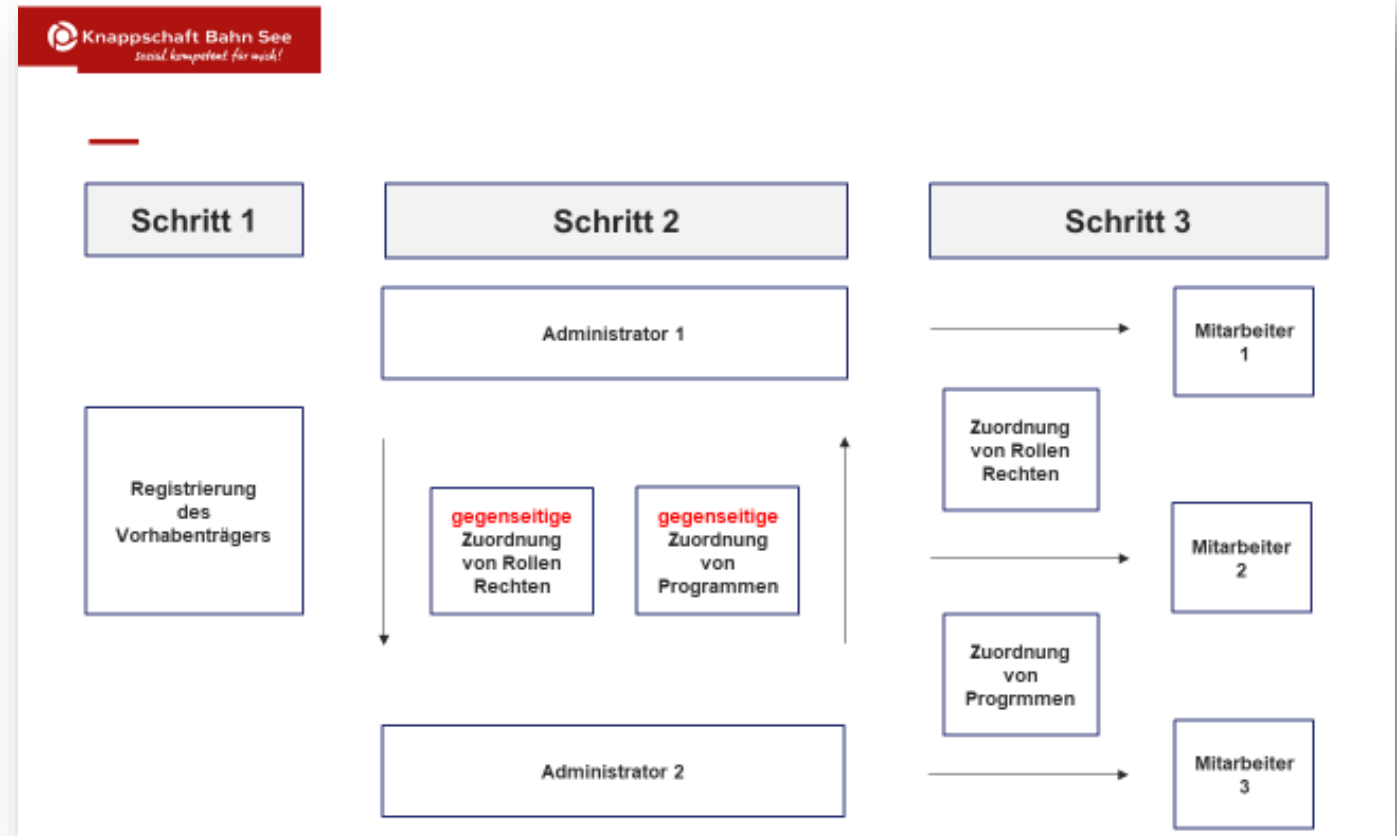 Knappschaft Bahn See
sozial. kompetent für mich!
Schritt 1
Schritt 2
Schritt 3
Administrator 1
Mitarbeiter
1
Registrierung
des
Vorhabenträgers
gegenseitige
Zuordnung
von Rollen
Rechten
gegenseitige
Zuordnung
von
Programmen
Zuordnung
von Rollen
Rechten
Mitarbeiter
2
Zuordnung
von
Progrmmen
Administrator 2
Mitarbeiter
3